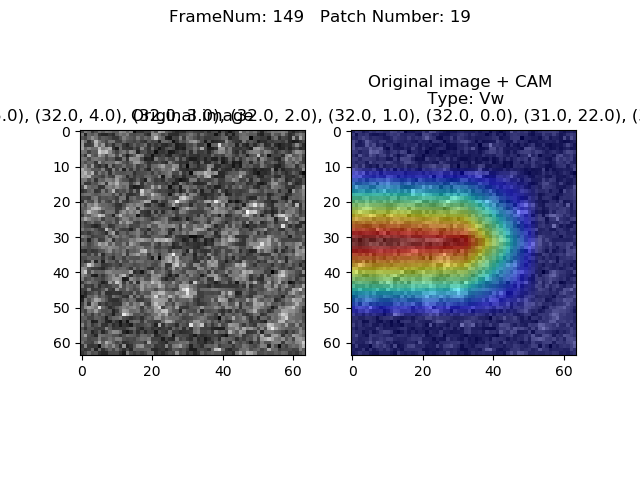 FrameNum: 149   Patch Number: 19
Original image + CAM
Type: Vw
.0), (32.0, 4.0), (32.0, 3.0), (32.0, 2.0), (32.0, 1.0), (32.0, 0.0), (31.0, 22.0), (
Original image
0
10
20
30
40
50
60
0 20 40 60
0
10
20
30
40
50
60
0 20 40 60